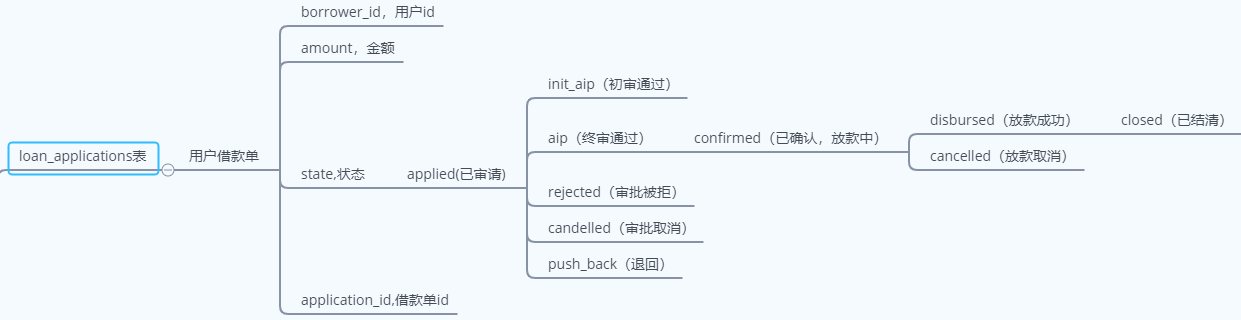 borrower_id，用户id
amount，金额
init_aip（初审通过）
disbursed（放款成功）
closed（已结清）
aip（终审通过）
confirmed（已确认，放款中）
loan_applications表
用户借款单
cancelled（放款取消）
state,状态
applied(已审请)
rejected（审批被拒）
candelled（审批取消）
push_back（退回）
application_id,借款单id